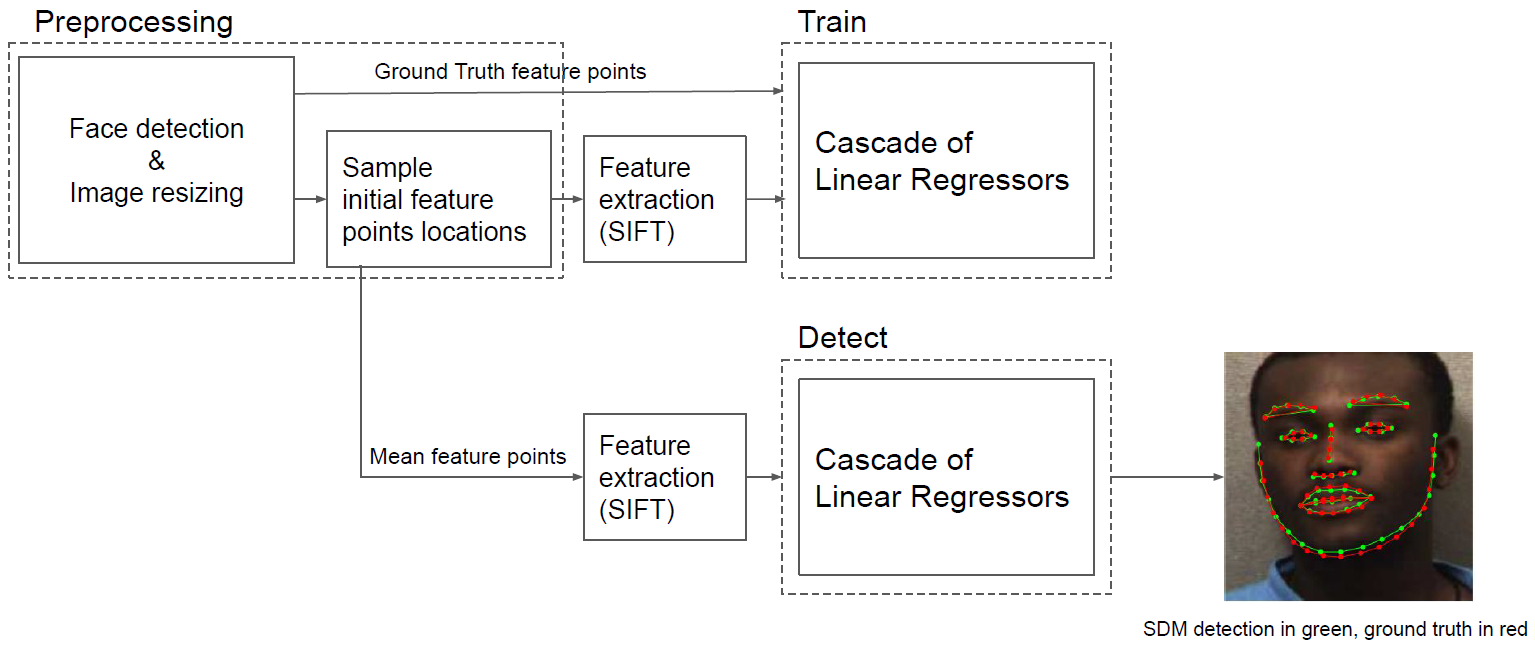 Preprocessing
Train
Ground Truth feature points
Face detection
&
Image resizing
Sample
initial feature
points locations
Feature
extraction
(SIFT)
Cascade of
Linear Regressors
Detect
Mean feature points
Feature
extraction
(SIFT)
Cascade of
Linear Regressors
SDM detection in green, ground truth in red